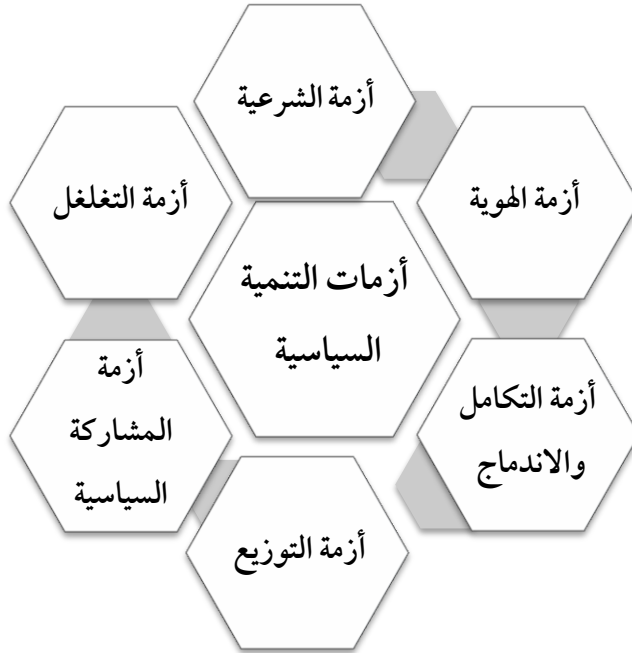 أزمة الشرعية
أزمة الهوية
أزمة التغلغل
أزمات التنمية
السياسية
أزمة التكامل
والاندماج
أزمة
المشاركة
السياسية
أزمة التوزيع